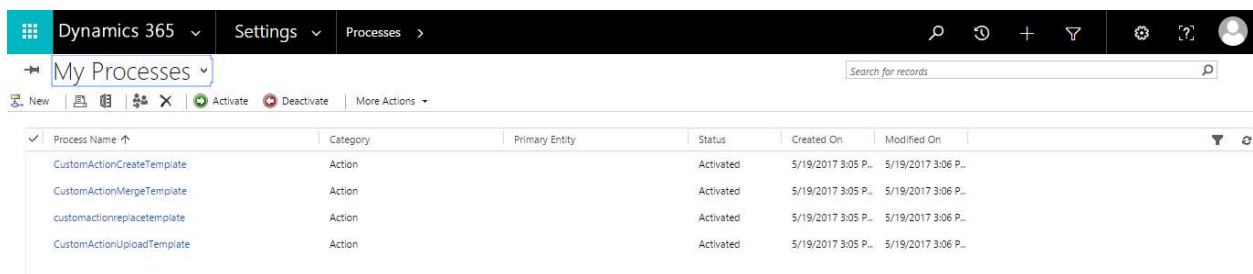 Dynamics 365 Settings Processes
My Processes
Search for records
New Activate Deactivate More Actions
Process Name Category Primary Entity Status Created On Modified On
CustomActionCreateTemplate Action Activated 5/19/2017 3:05 P... 5/19/2017 3:06 P...
CustomActionMergeTemplate Action Activated 5/19/2017 3:05 P... 5/19/2017 3:06 P...
customactionreplacetemplate Action Activated 5/19/2017 3:05 P... 5/19/2017 3:06 P...
CustomActionUploadTemplate Action Activated 5/19/2017 3:05 P... 5/19/2017 3:06 P...